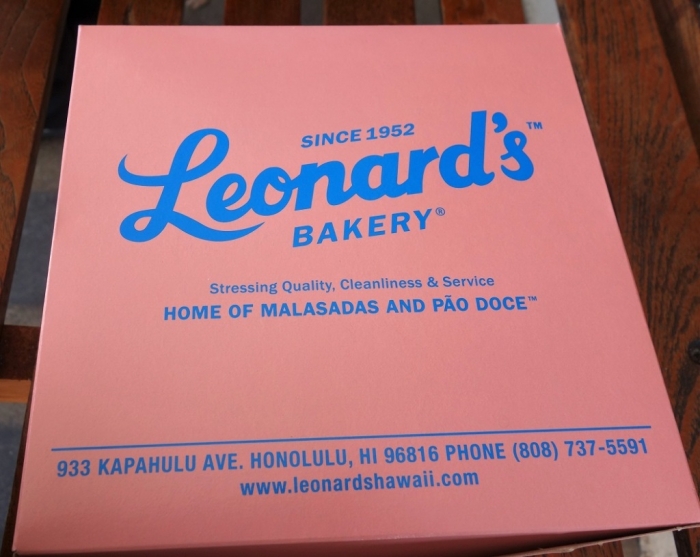 SINCE 1952
Leonard's™
BAKERY®
Stressing Quality, Cleanliness & Service
HOME OF MALASADAS AND PÃO DOCE™
933 KAPAHULU AVE. HONOLULU, HI 96816 PHONE (808) 737-5591
www.leonardshawaii.com